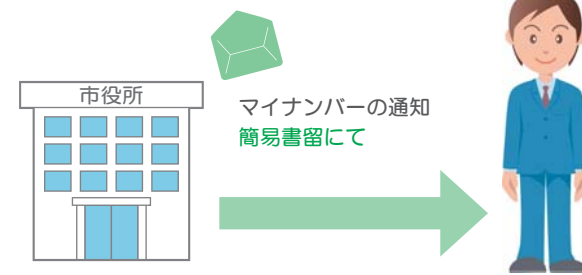 市役所
マイナンバーの通知
簡易書留にて